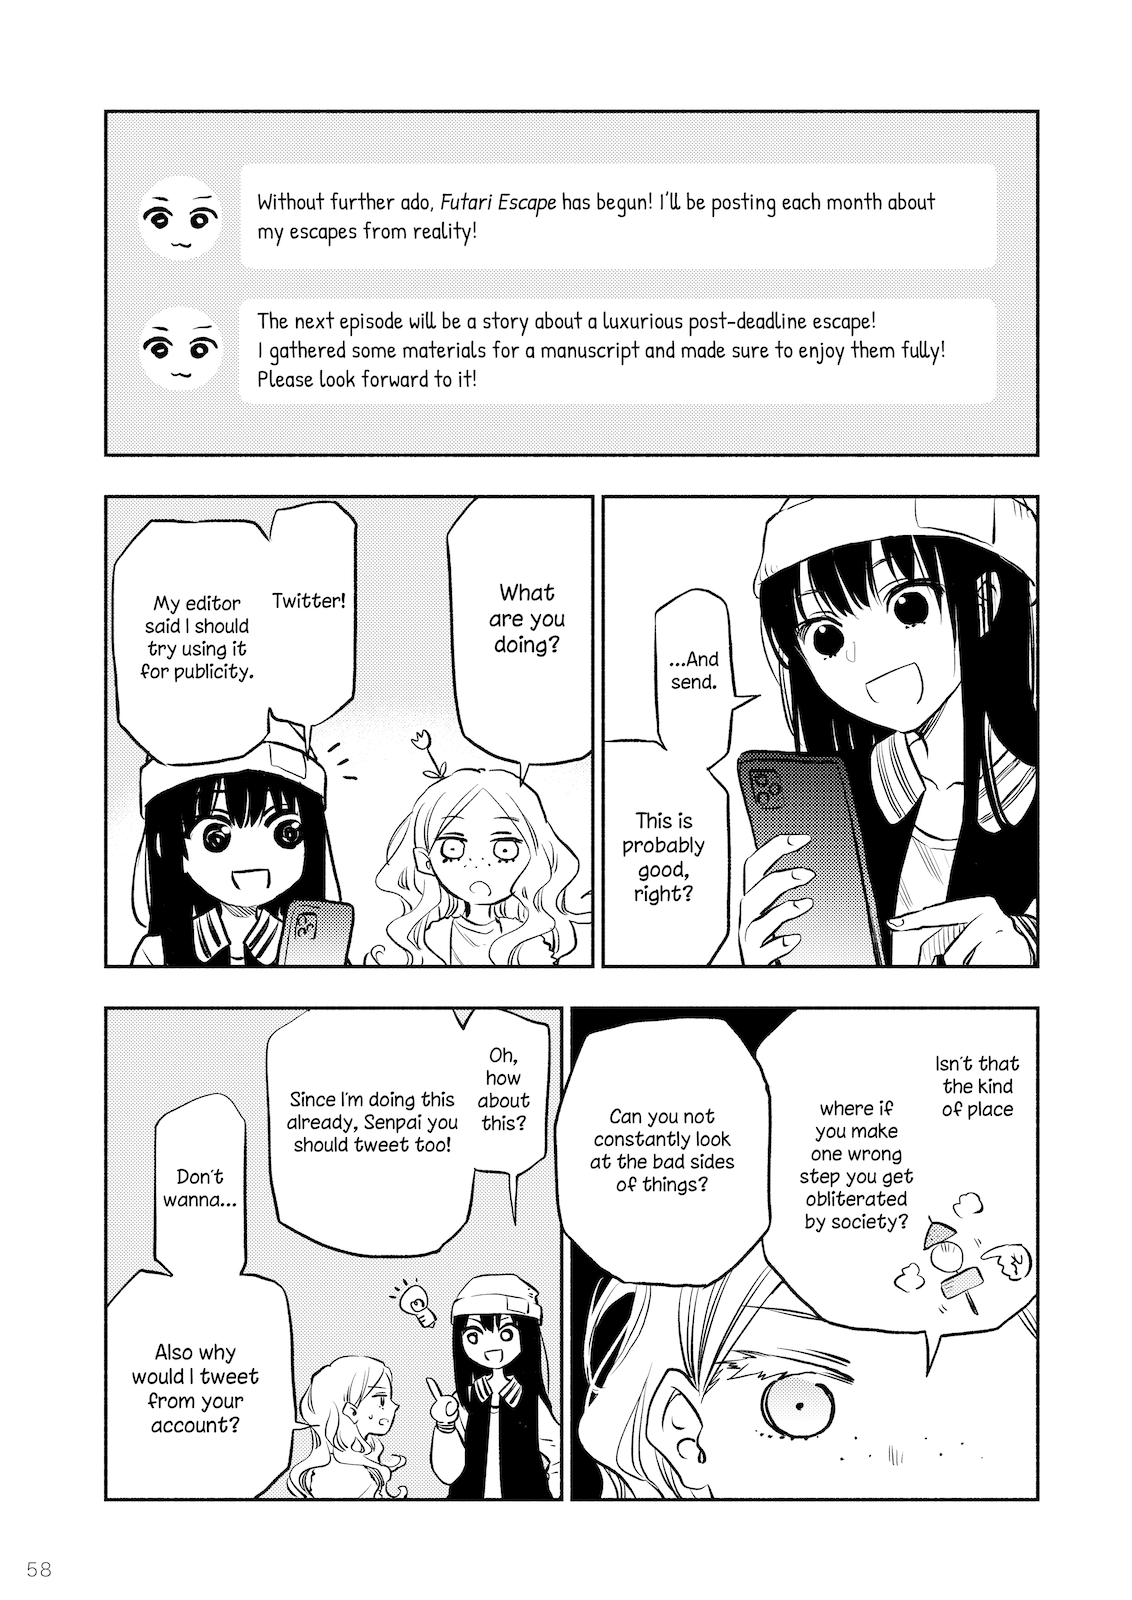 Without further ado, Futari Escape has begun! I'll be posting each month about
my escapes from reality!
The next episode will be a story about a luxurious post-deadline escape!
I gathered some materials for a manuscript and made sure to enjoy them fully!
Please look forward to it!
...And
send.
This is
probably
good,
right?
What
are you
doing?
Twitter!
My editor
said I should
try using it
for publicity.
Isn't that
the kind
of place
where if
you make
one wrong
step you get
obliterated
by society?
Can you not
constantly look
at the bad sides
of things?
Oh,
how
about
this?
Since I'm doing this
already, Senpai you
should tweet too!
Don't
wanna...
Also why
would I tweet
from your
account?
58